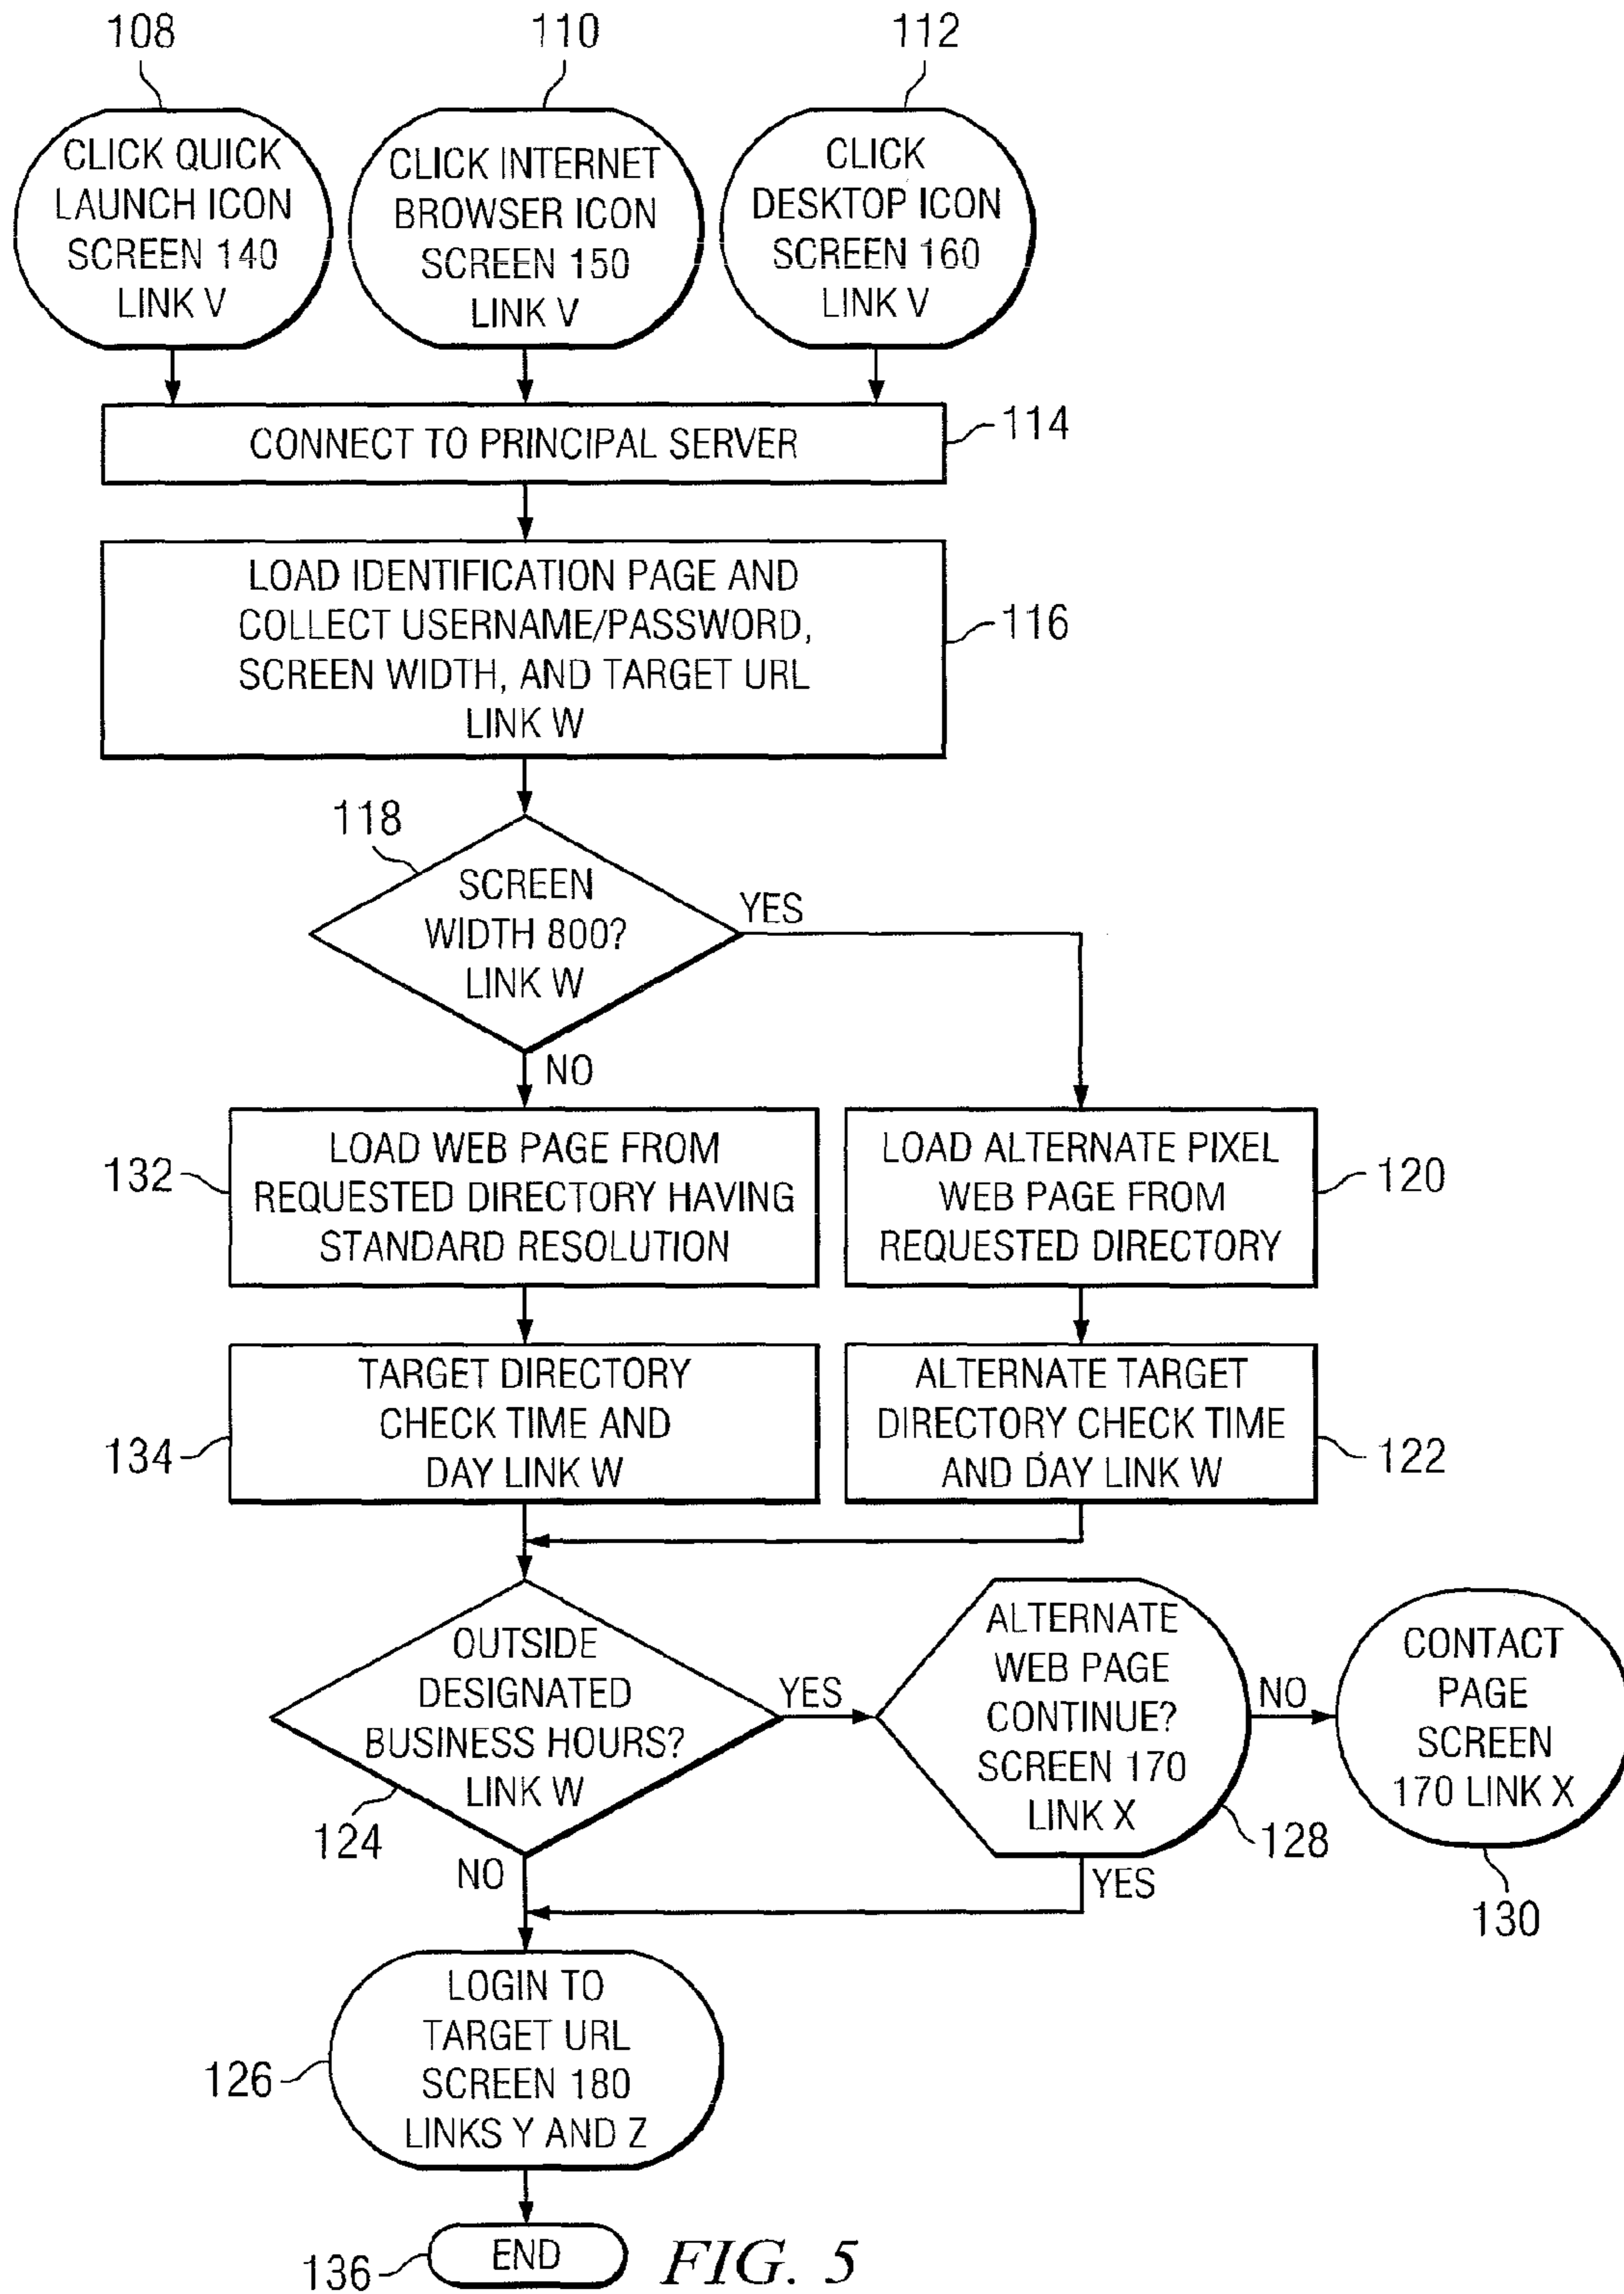 108
110
112
CLICK QUICK
LAUNCH ICON
SCREEN 140
LINK V
CLICK INTERNET
BROWSER ICON
SCREEN 150
LINK V
CLICK
DESKTOP ICON
SCREEN 160
LINK V
CONNECT TO PRINCIPAL SERVER
114
LOAD IDENTIFICATION PAGE AND
COLLECT USERNAME/PASSWORD,
SCREEN WIDTH, AND TARGET URL
LINK W
116
118
SCREEN
WIDTH 800?
LINK W
YES
NO
132
LOAD WEB PAGE FROM
REQUESTED DIRECTORY HAVING
STANDARD RESOLUTION
LOAD ALTERNATE PIXEL
WEB PAGE FROM
REQUESTED DIRECTORY
120
134
TARGET DIRECTORY
CHECK TIME AND
DAY LINK W
ALTERNATE TARGET
DIRECTORY CHECK TIME
AND DAY LINK W
122
OUTSIDE
DESIGNATED
BUSINESS HOURS?
LINK W
124
YES
NO
ALTERNATE
WEB PAGE
CONTINUE?
SCREEN 170
LINK X
128
NO
YES
CONTACT
PAGE
SCREEN
170 LINK X
130
LOGIN TO
TARGET URL
SCREEN 180
LINKS Y AND Z
126
END
136
FIG. 5